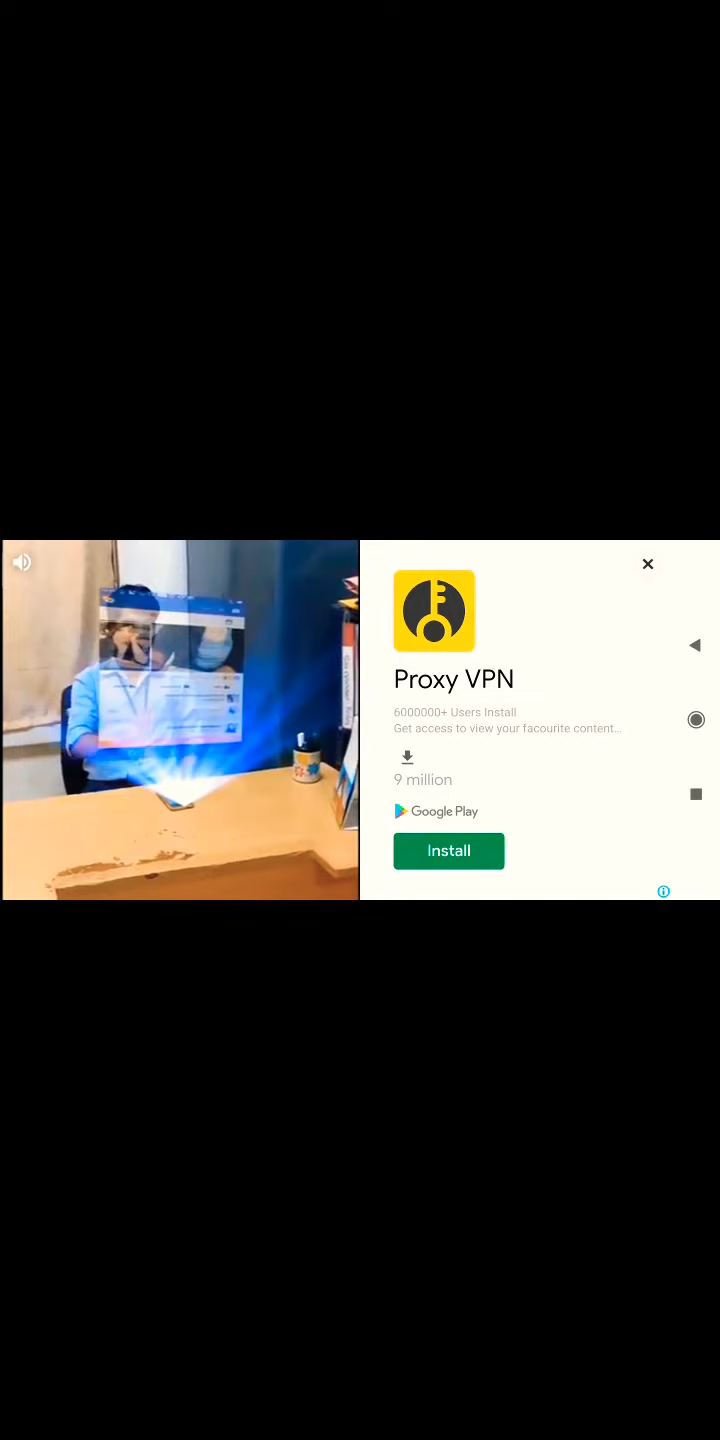 Proxy VPN
6000000+ Users Install
Get access to view your facourite content...
9 million
Google Play
Install